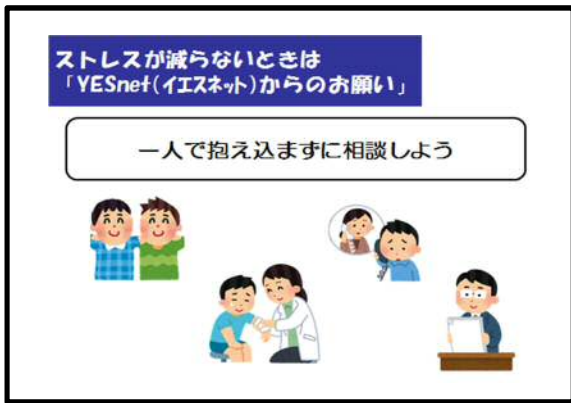 ストレスが減らないときは
「YESnet(イエスネット)からのお願い」
一人で抱え込まずに相談しよう